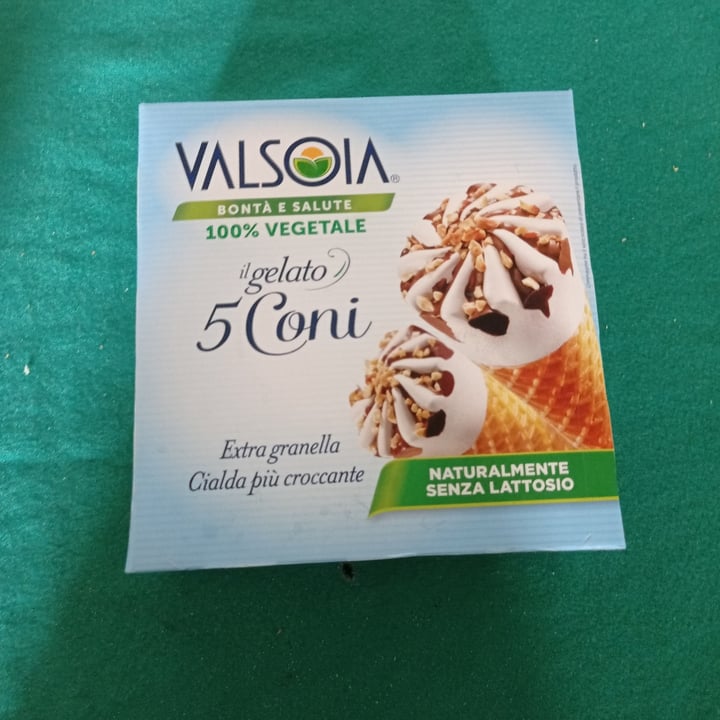 VALSOIA®
BONTÀ E SALUTE
100% VEGETALE
il gelato
5 Coni
Extra granella
Cialda più croccante
NATURALMENTE
SENZA LATTOSIO